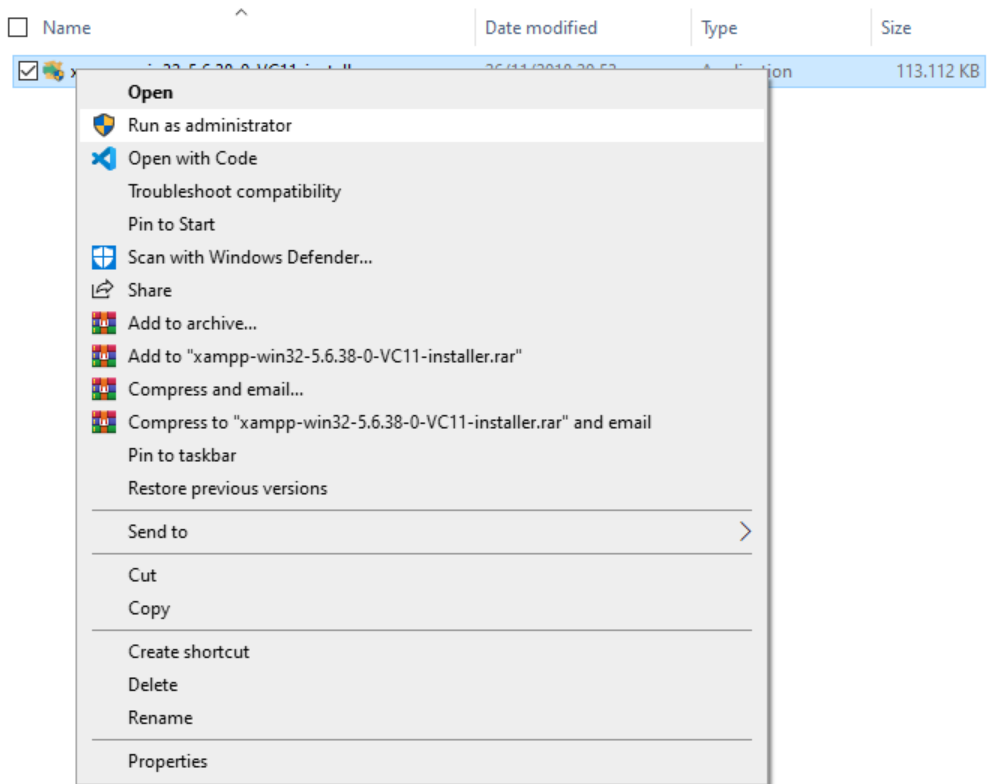 Name Date modified Type Size
113.112 KB
Open
Run as administrator
Open with Code
Troubleshoot compatibility
Pin to Start
Scan with Windows Defender...
Share
Add to archive...
Add to "xampp-win32-5.6.38-0-VC11-installer.rar"
Compress and email...
Compress to "xampp-win32-5.6.38-0-VC11-installer.rar" and email
Pin to taskbar
Restore previous versions
Send to
Cut
Copy
Create shortcut
Delete
Rename
Properties